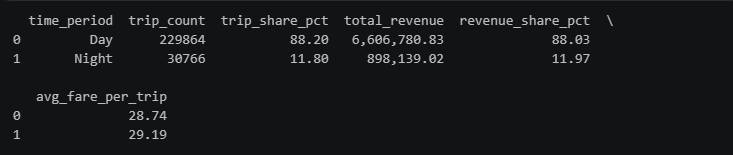 time_period trip_count trip_share_pct total_revenue revenue_share_pct \
0 Day 229864 88.20 6,606,780.83 88.03
1 Night 30766 11.80 898,139.02 11.97
avg_fare_per_trip
0 28.74
1 29.19